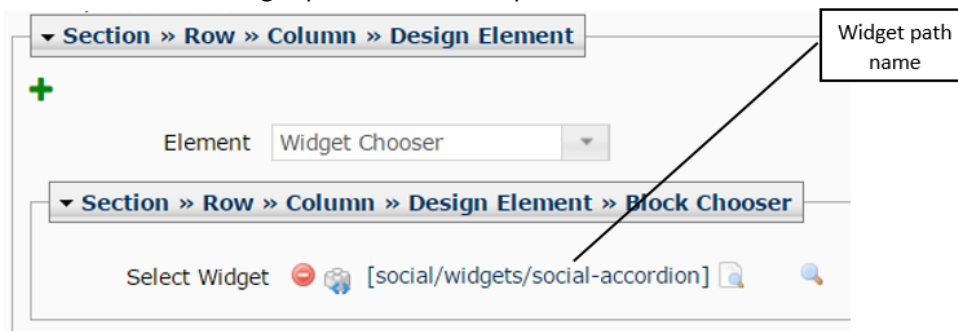 Section » Row » Column » Design Element
Widget path
name
Element Widget Chooser
Section » Row » Column » Design Element » Block Chooser
Select Widget [social/widgets/social-accordion]